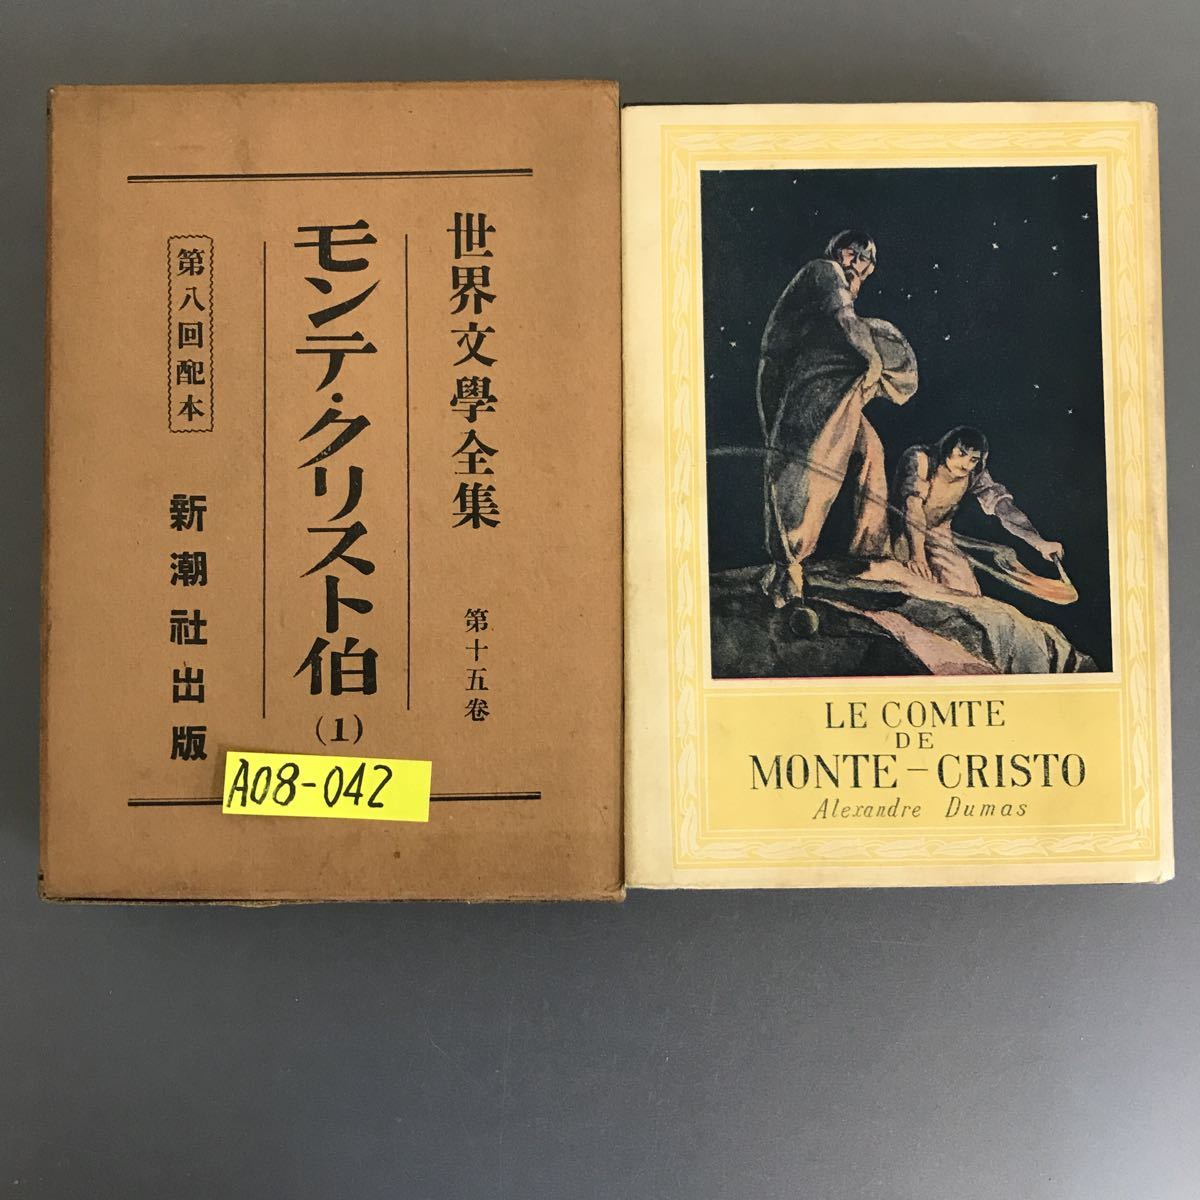 世界文學全集 第十五卷
モンテ・クリスト伯(1)
第八回配本
新潮社出版
A08-042
LE COMTE
DE
MONTE-CRISTO
Alexandre Dumas